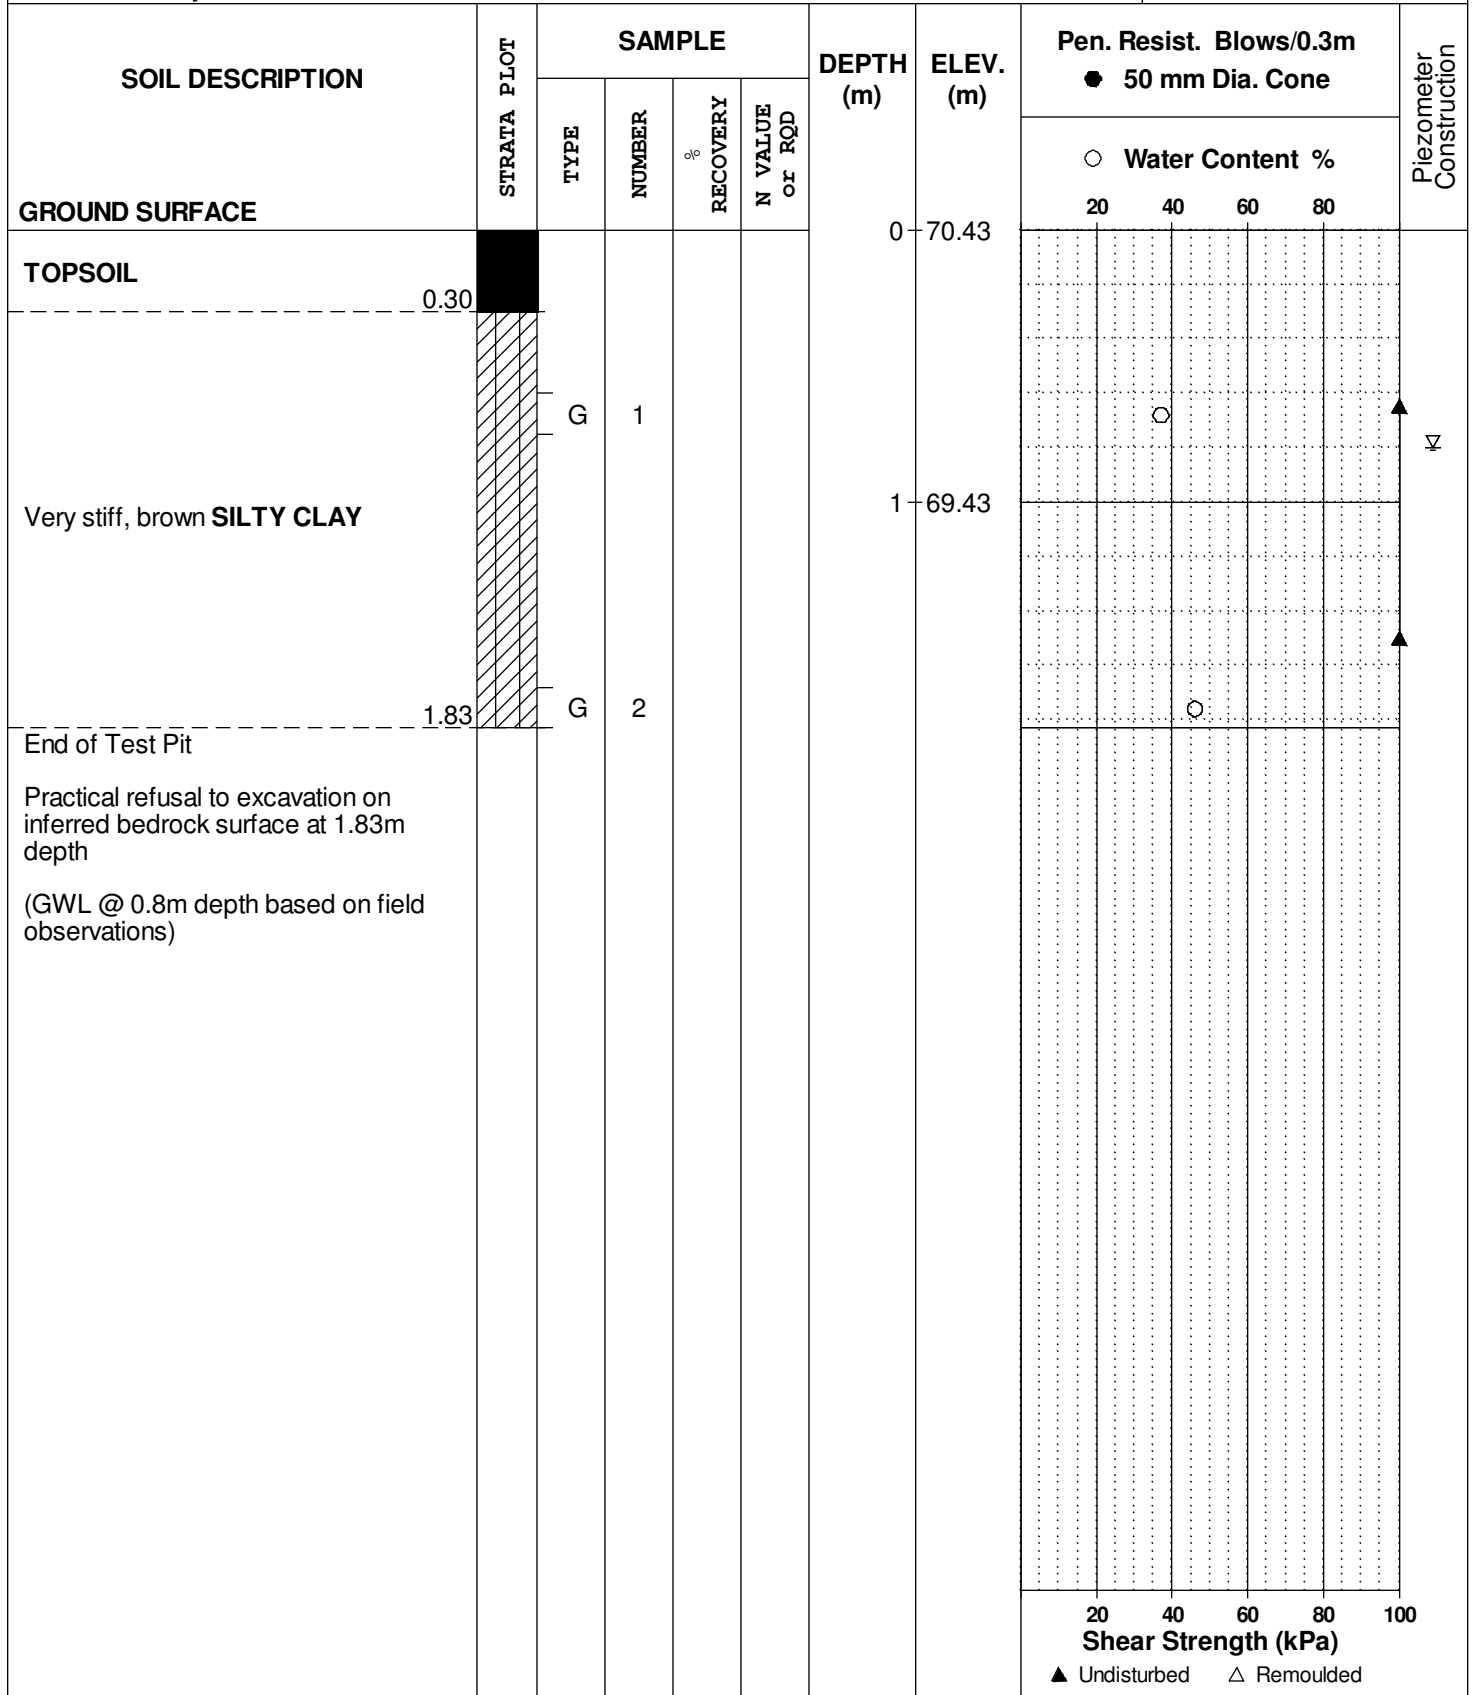 SOIL DESCRIPTION
GROUND SURFACE
STRATA PLOT
SAMPLE
TYPE
NUMBER
%
RECOVERY
N VALUE
or RQD
DEPTH
(m)
ELEV.
(m)
Pen. Resist. Blows/0.3m
● 50 mm Dia. Cone
○ Water Content %
20 40 60 80
Piezometer
Construction
0 70.43
TOPSOIL
0.30
G 1
1 69.43
Very stiff, brown SILTY CLAY
G 2
1.83
End of Test Pit
Practical refusal to excavation on
inferred bedrock surface at 1.83m
depth
(GWL @ 0.8m depth based on field
observations)
20 40 60 80 100
Shear Strength (kPa)
▲ Undisturbed △ Remoulded